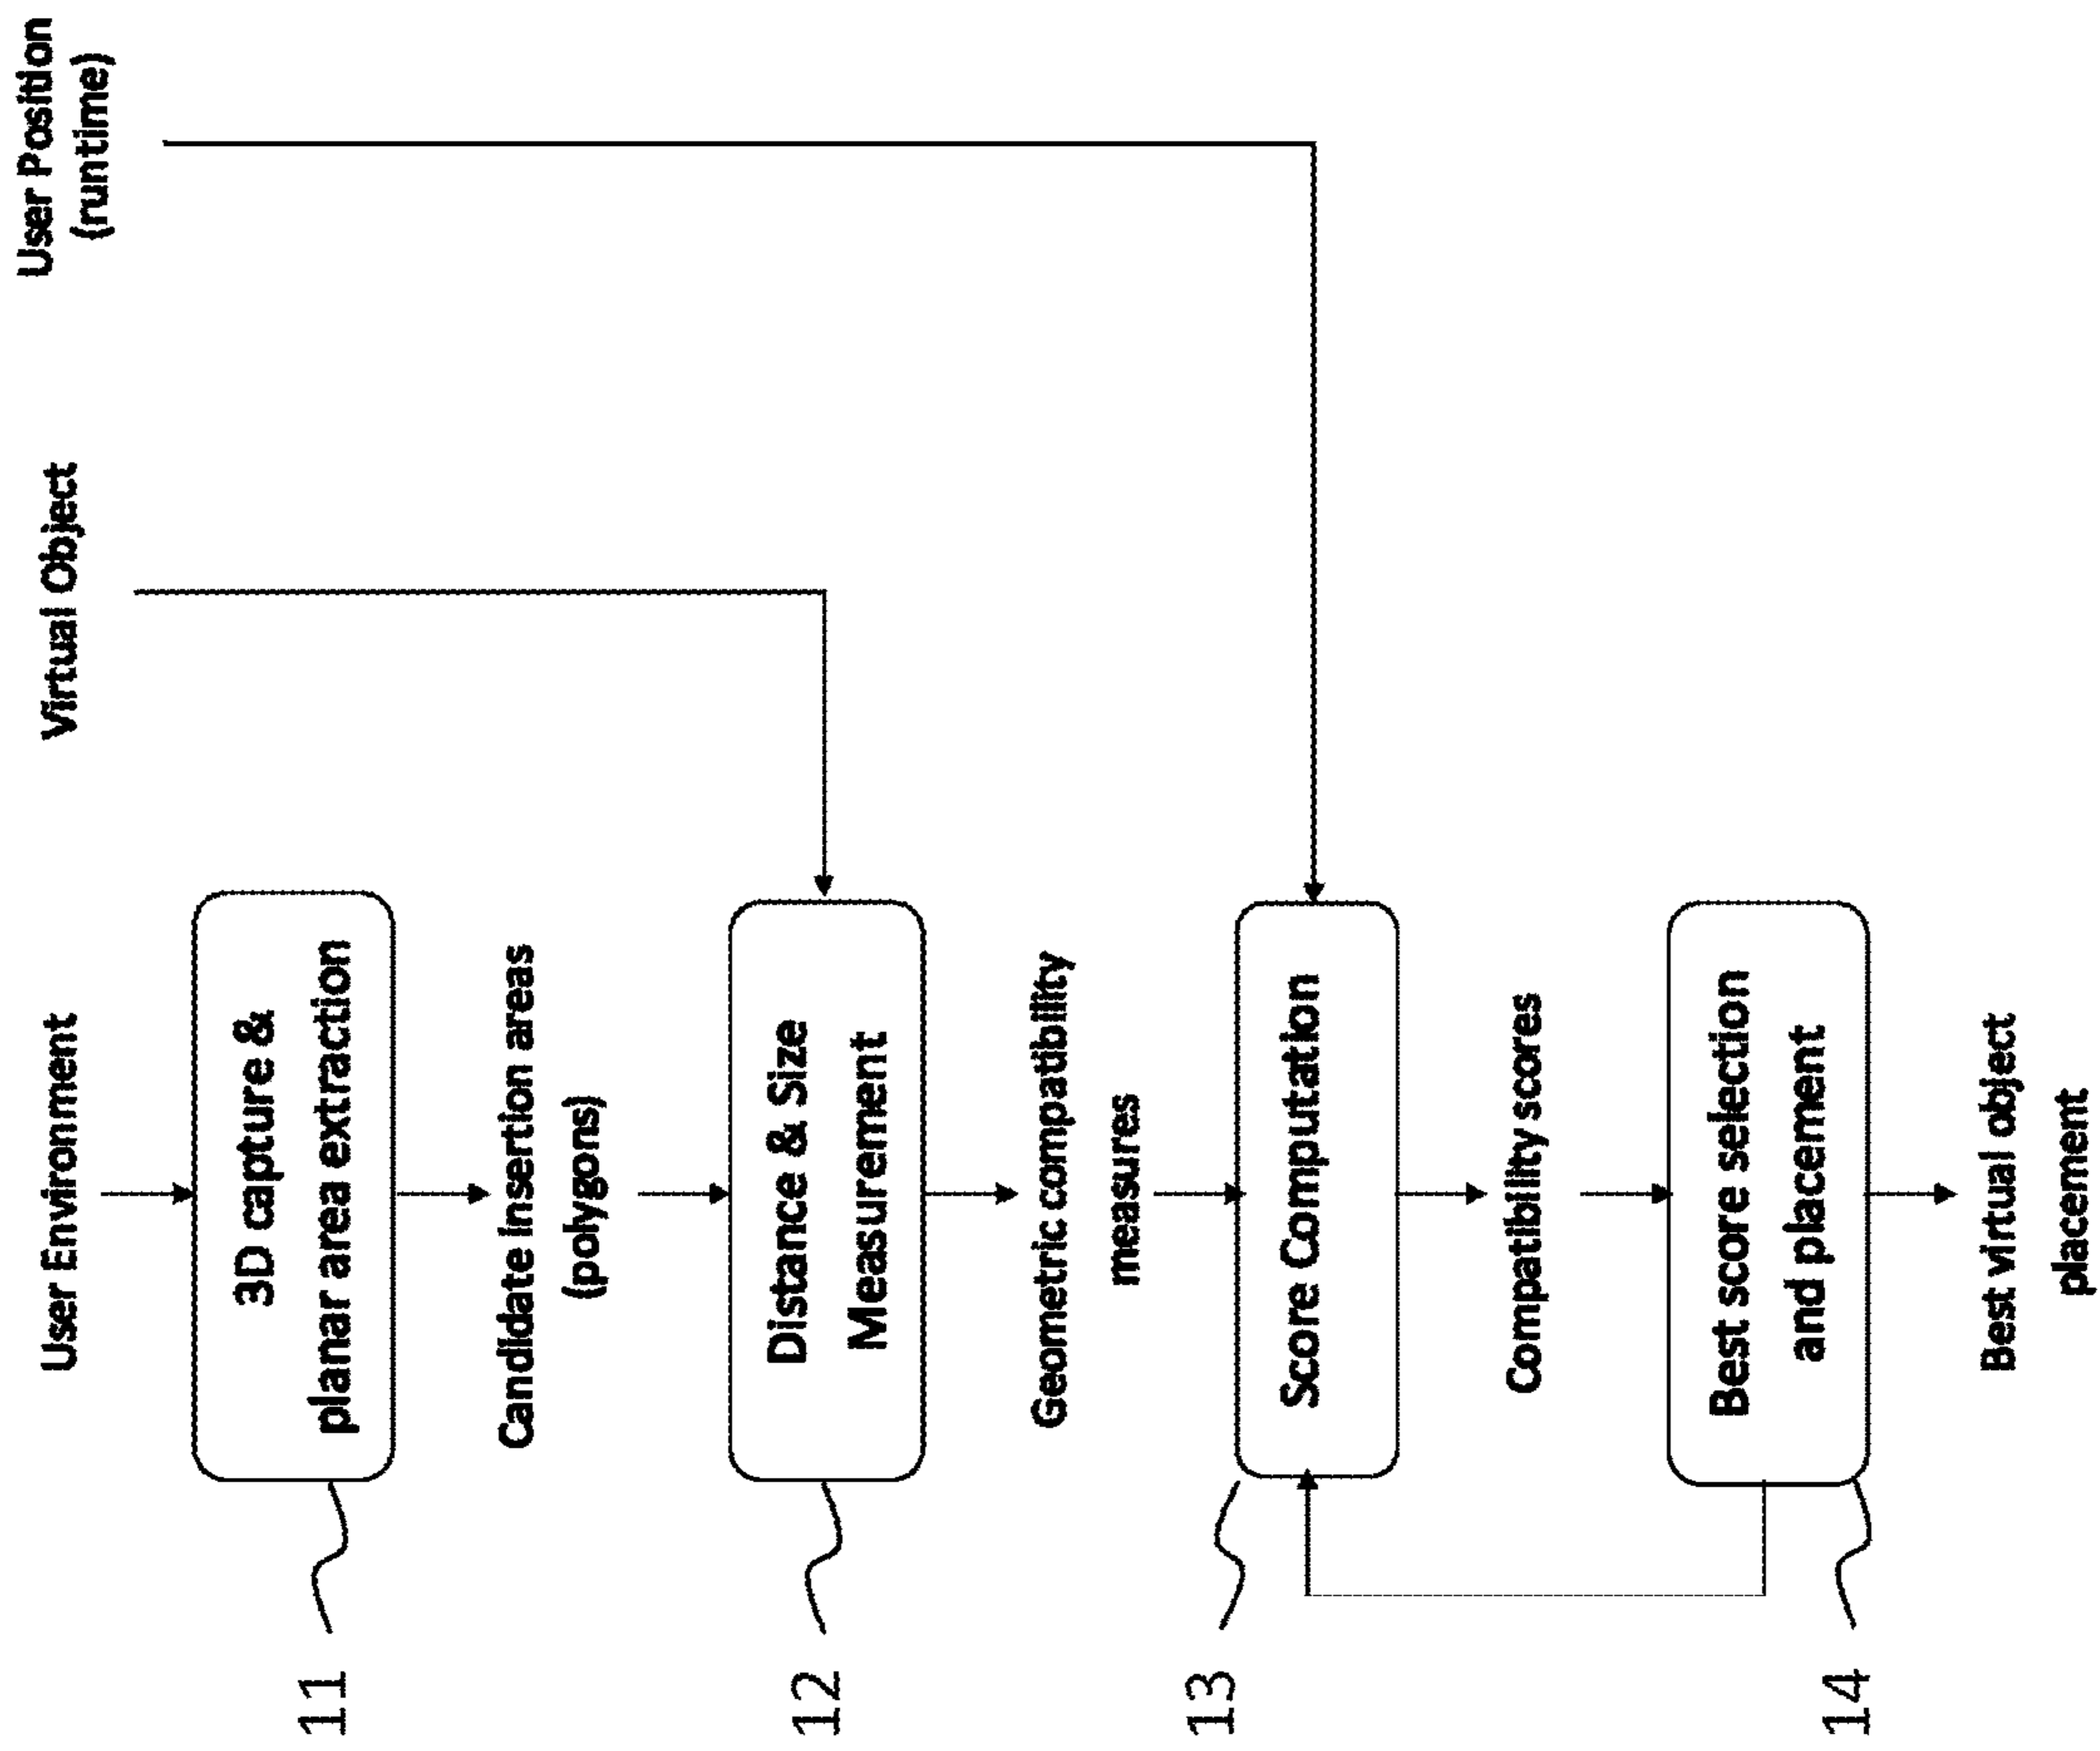 User Environment
Virtual Object
User Position
(runtime)
11
3D capture &
planar area extraction
Candidate insertion areas
(polygons)
12
Distance & Size
Measurement
Geometric compatibility
measures
13
Score Computation
Compatibility scores
14
Best score selection
and placement
Best virtual object
placement